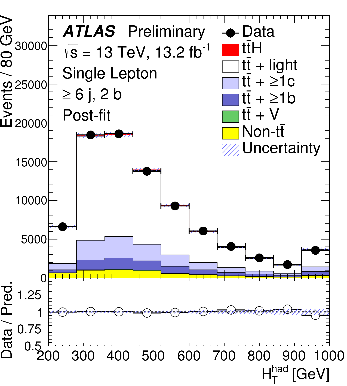 ATLAS Preliminary
√s = 13 TeV, 13.2 fb⁻¹
Single Lepton
≥ 6 j, 2 b
Post-fit
Data
tt̄H
tt̄ + light
tt̄ + ≥1c
tt̄ + ≥1b
tt̄ + V
Non-tt̄
Uncertainty
Events / 80 GeV
30000
25000
20000
15000
10000
5000
0
Data / Pred.
1.25
1
0.75
0.5
200 300 400 500 600 700 800 900 1000
H_T^had [GeV]